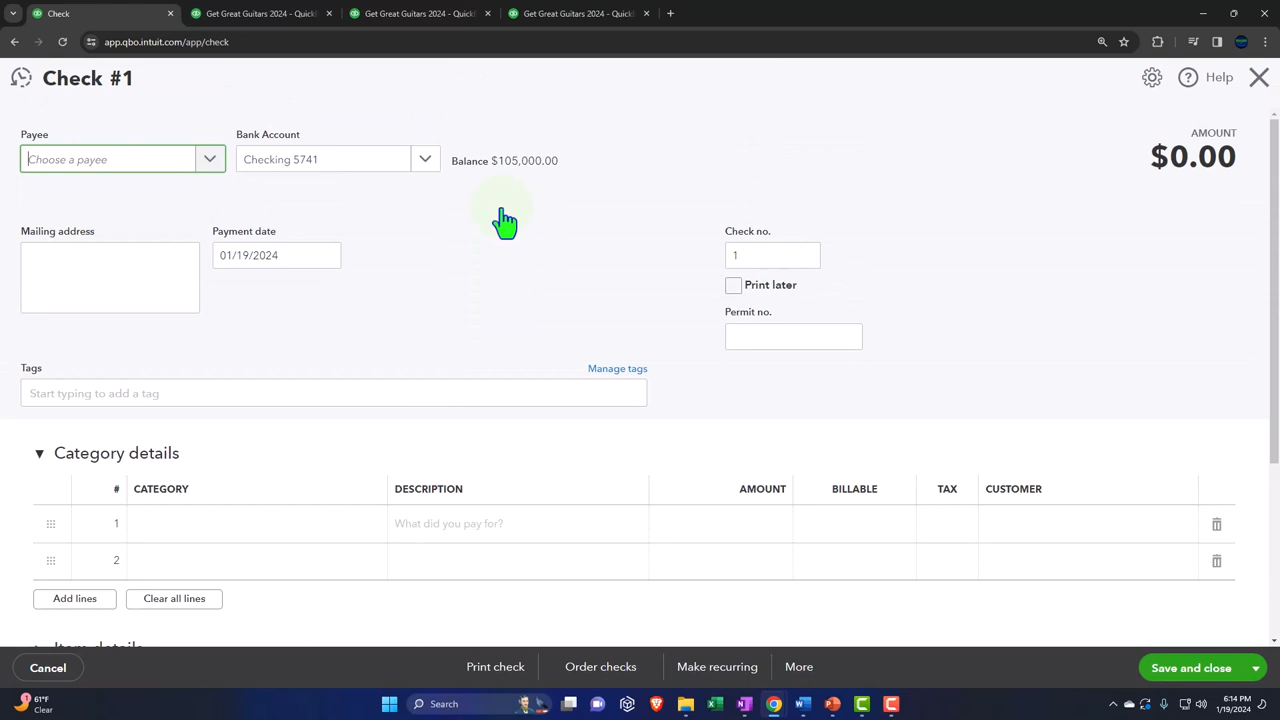 Check
Get Great Guitars 2024 – Quick
Get Great Guitars 2024 – Quick
Get Great Guitars 2024 – Quick
app.qbo.intuit.com/app/check
Check #1
Help
Payee
Bank Account
AMOUNT
Choose a payee
Checking 5741
Balance $105,000.00
$0.00
Mailing address
Payment date
Check no.
01/19/2024
1
Print later
Permit no.
Tags
Manage tags
Start typing to add a tag
Category details
# CATEGORY DESCRIPTION AMOUNT BILLABLE TAX CUSTOMER
1 What did you pay for?
2
Add lines
Clear all lines
Item details
Cancel
Print check
Order checks
Make recurring
More
Save and close
61°F
Clear
Search
6:14 PM
1/19/2024